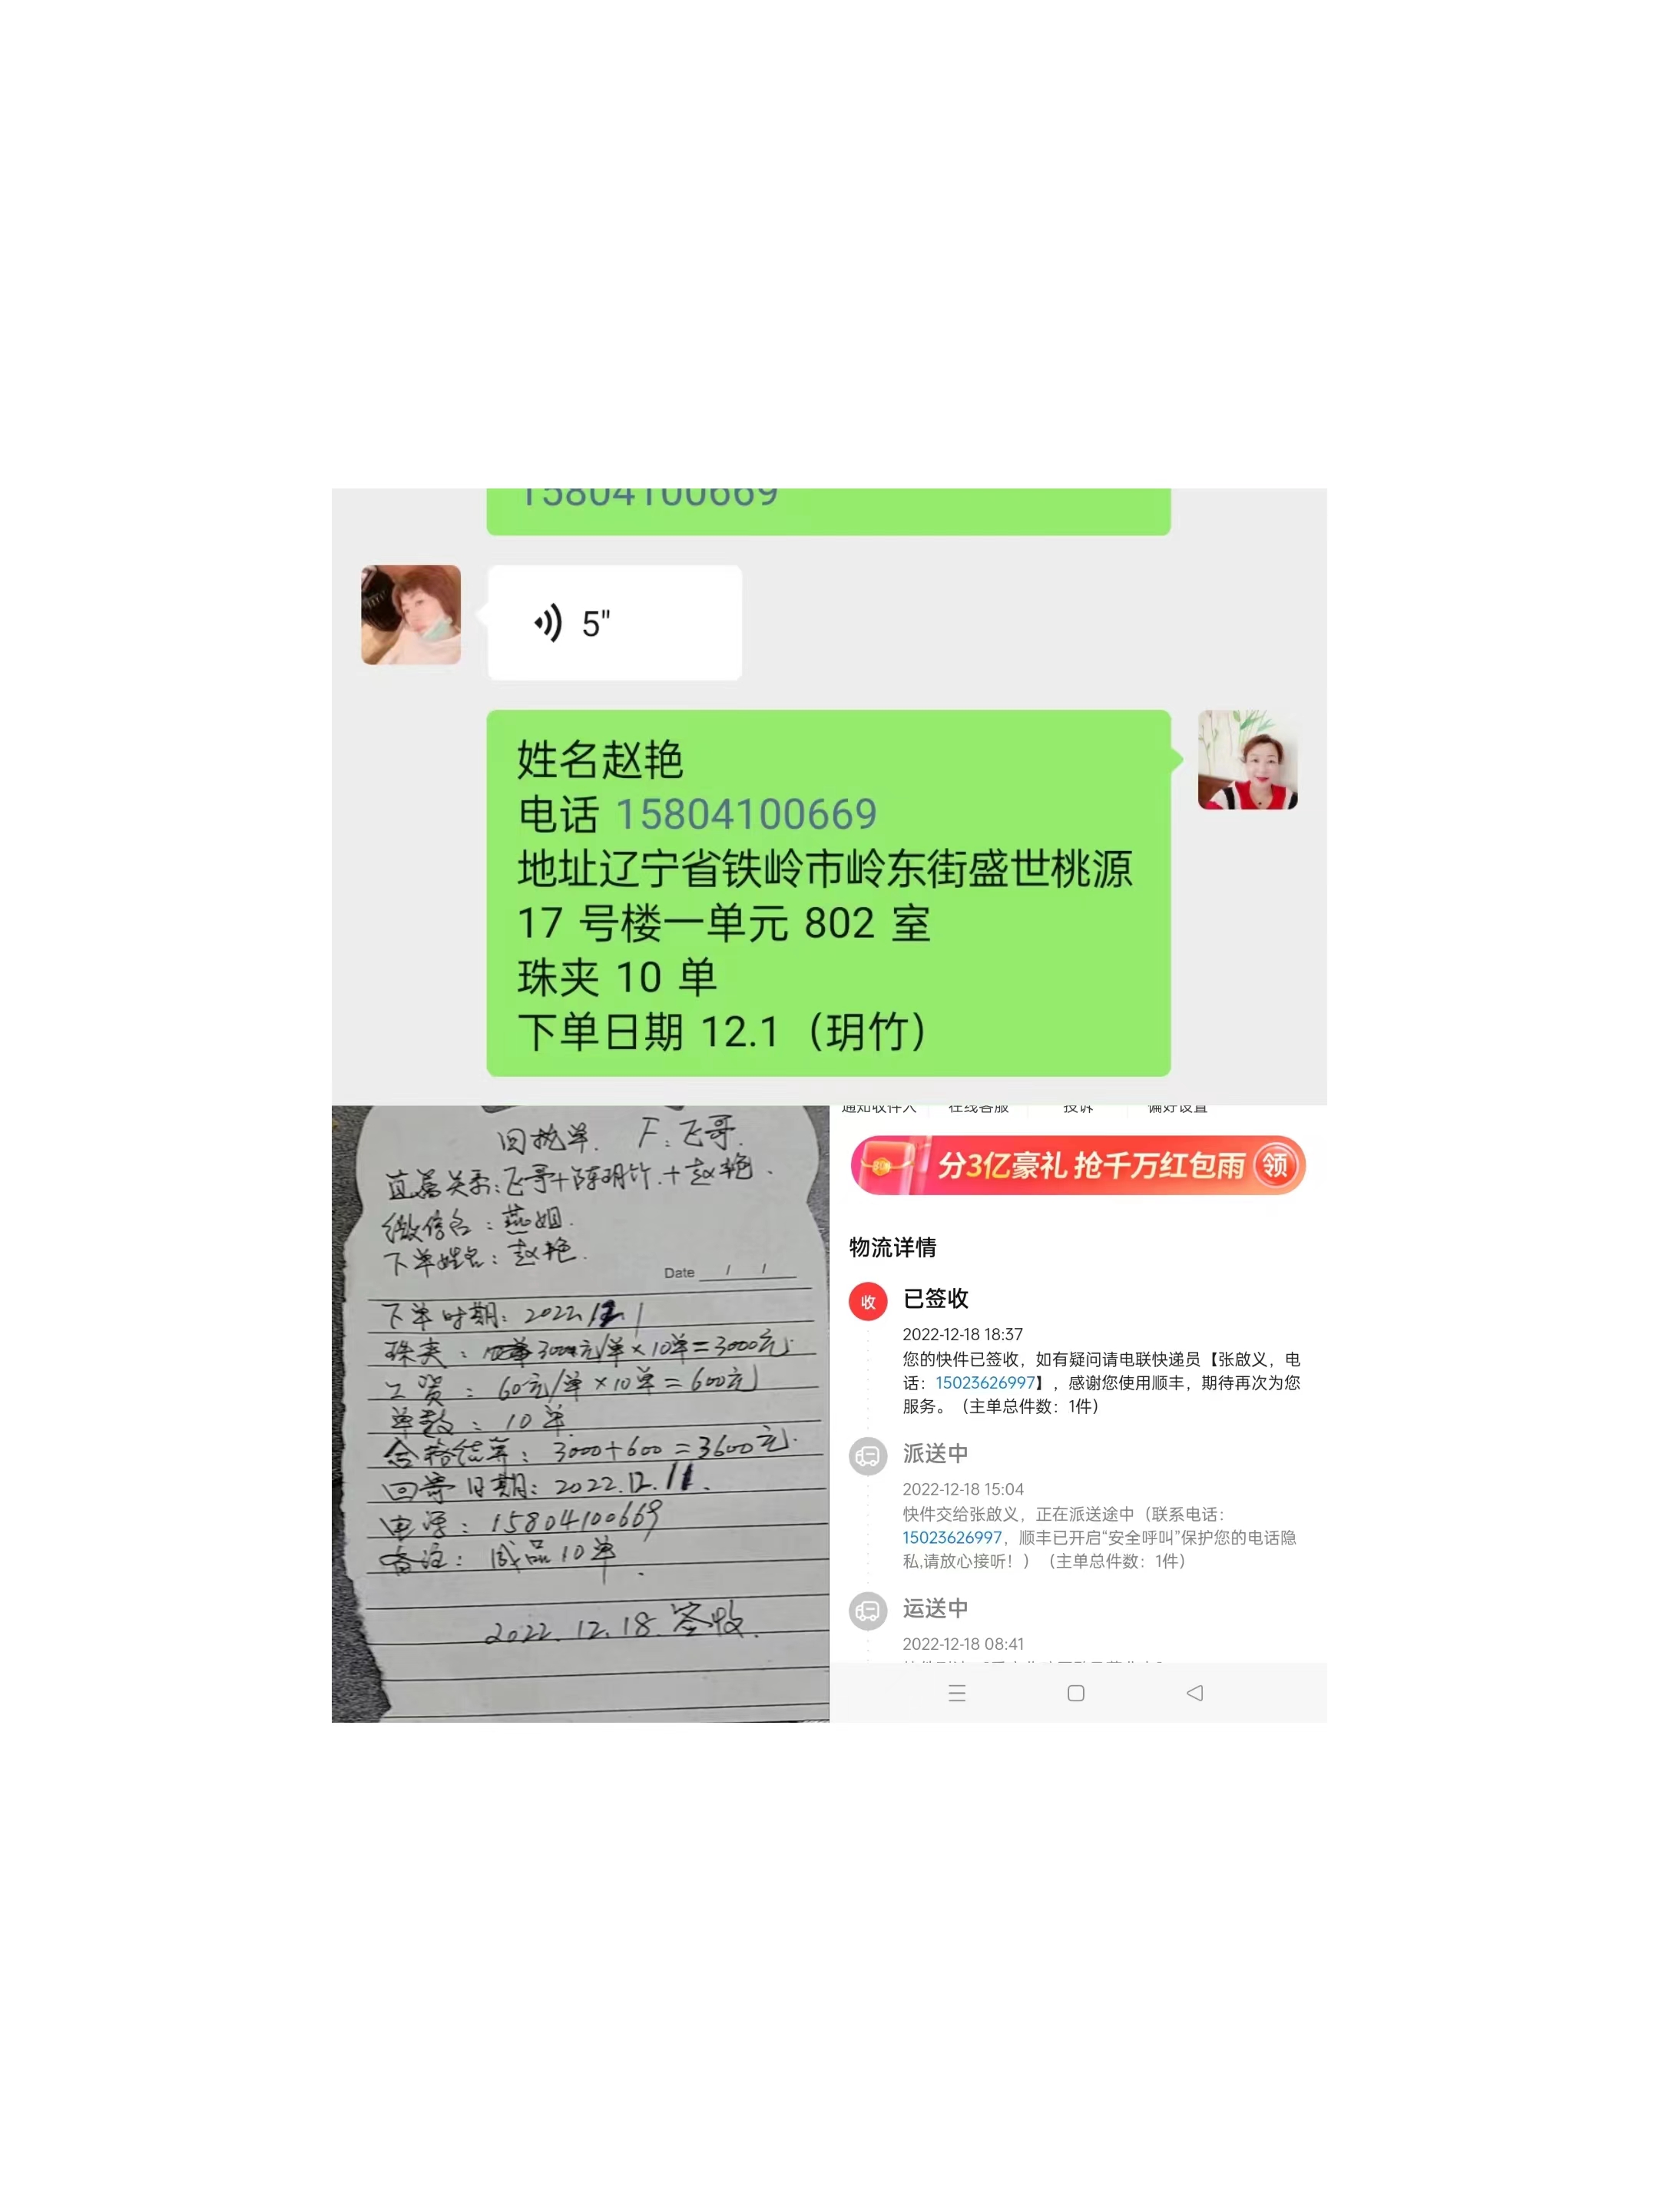 15804100669
5"
姓名赵艳
电话 15804100669
地址辽宁省铁岭市岭东街盛世桃源
17 号楼一单元 802 室
珠夹 10 单
下单日期 12.1（玥竹）
回执单. F:飞哥.
直属关系:飞哥+陈玥竹.+赵艳.
微信名:燕姐.
下单姓名:赵艳.
Date / /
下单时期:2022.12.1
珠夹:300元/单×10单=3000元.
工资:60元/单×10单=600元
单数:10单.
合格结算:3000+600=3600元.
回寄日期:2022.12.11.
电话:15804100669
备注:成品10单.
2022.12.18.签收.
通知收件人 在线客服 投诉 偏好设置
分3亿豪礼 抢千万红包雨 领
物流详情
收 已签收
2022-12-18 18:37
您的快件已签收，如有疑问请电联快递员【张啟义，电
话：15023626997】，感谢您使用顺丰，期待再次为您
服务。（主单总件数：1件）
派送中
2022-12-18 15:04
快件交给张啟义，正在派送途中（联系电话：
15023626997，顺丰已开启“安全呼叫”保护您的电话隐
私,请放心接听！）（主单总件数：1件）
运送中
2022-12-18 08:41